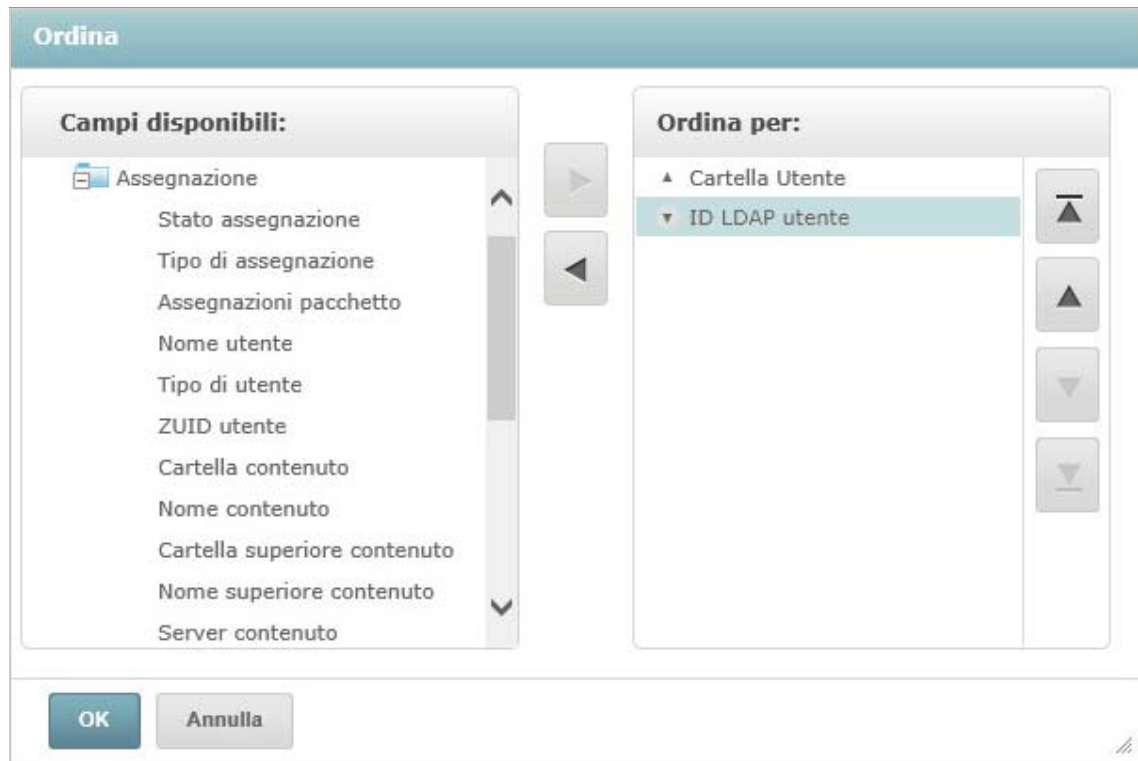 Ordina
Campi disponibili:
Assegnazione
Stato assegnazione
Tipo di assegnazione
Assegnazioni pacchetto
Nome utente
Tipo di utente
ZUID utente
Cartella contenuto
Nome contenuto
Cartella superiore contenuto
Nome superiore contenuto
Server contenuto
Ordina per:
Cartella Utente
ID LDAP utente
OK
Annulla